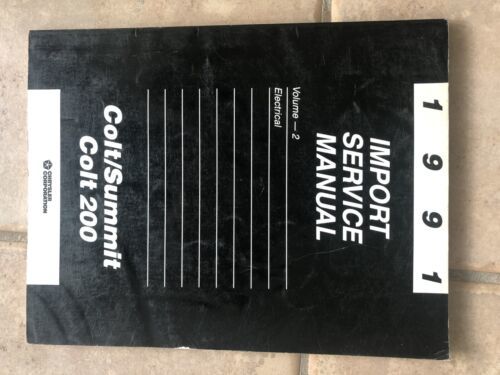 1991
IMPORT
SERVICE
MANUAL
Volume — 2
Electrical
Colt/Summit
Colt 200
CHRYSLER
CORPORATION